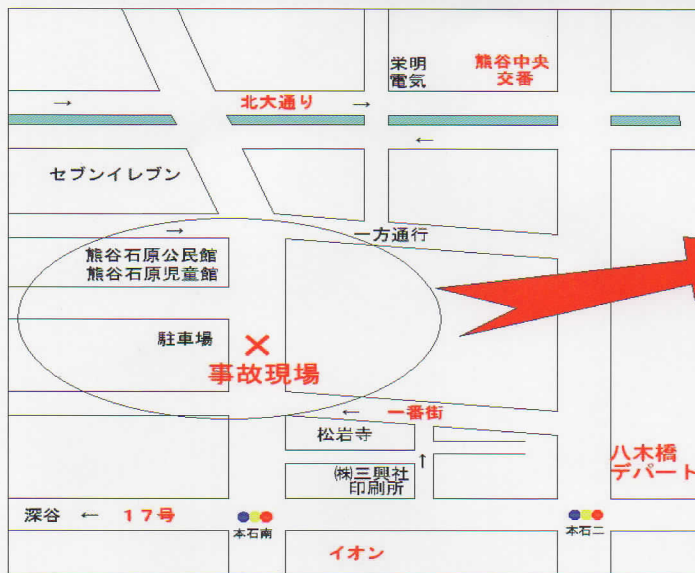 栄明
電気
熊谷中央
交番
→
北大通り
→
←
セブンイレブン
→
一方通行
熊谷石原公民館
熊谷石原児童館
駐車場
×
事故現場
←
一番街
松岩寺
↑
㈱三興社
印刷所
八木橋
デパート
深谷 ← 17号
本石南
本石二
イオン